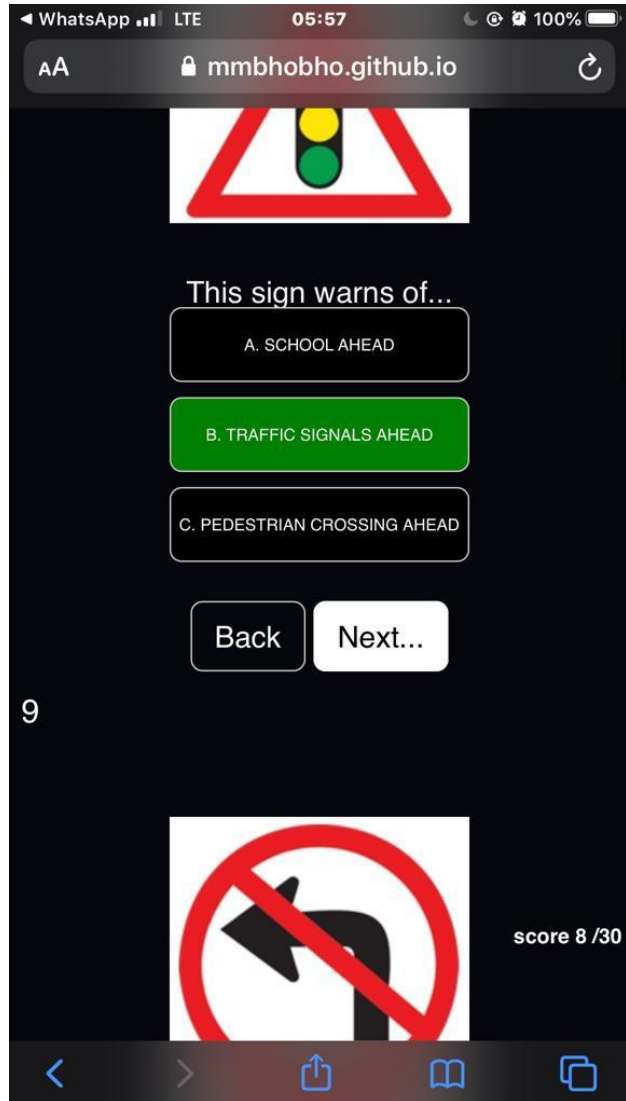 WhatsApp LTE 05:57 100%
AA mmbhobho.github.io
This sign warns of...
A. SCHOOL AHEAD
B. TRAFFIC SIGNALS AHEAD
C. PEDESTRIAN CROSSING AHEAD
Back Next...
9
score 8 /30